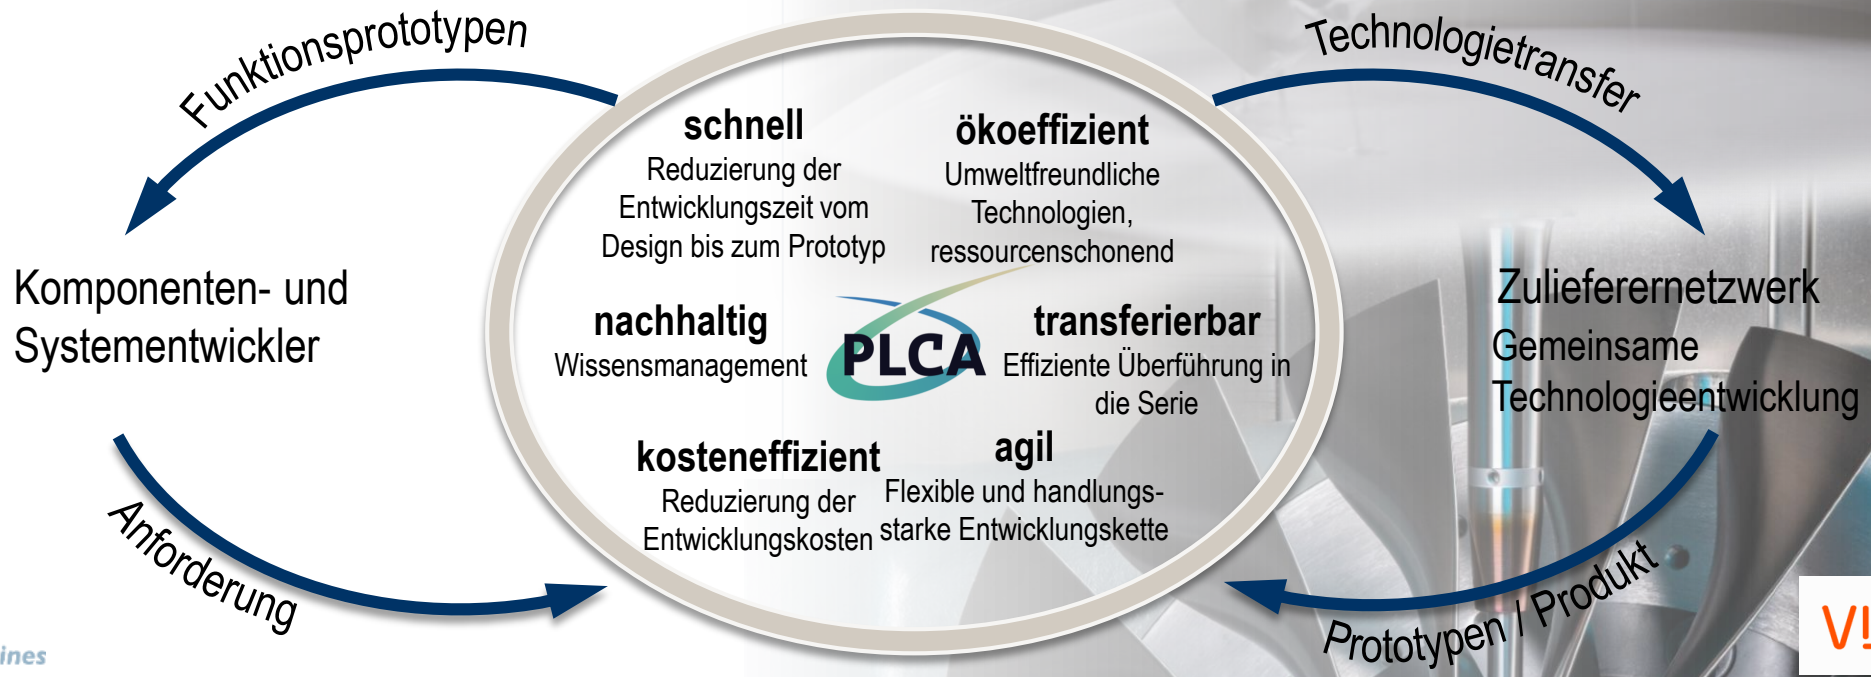 Funktionsprototypen
Technologietransfer
schnell
Reduzierung der
Entwicklungszeit vom
Design bis zum Prototyp
ökoeffizient
Umweltfreundliche
Technologien,
ressourcenschonend
Komponenten- und
Systementwickler
nachhaltig
Wissensmanagement
PLCA
transferierbar
Effiziente Überführung in
die Serie
Zulieferernetzwerk
Gemeinsame
Technologieentwicklung
kosteneffizient
Reduzierung der
Entwicklungskosten
agil
Flexible und handlungs-
starke Entwicklungskette
Anforderung
Prototypen / Produkt